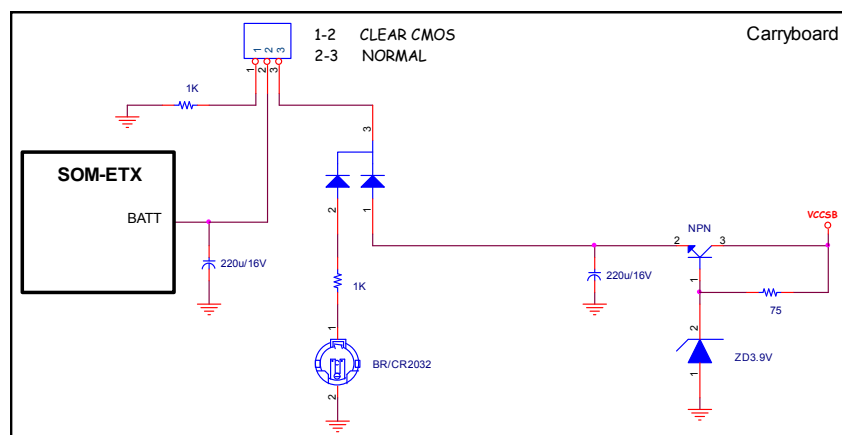 1-2 CLEAR CMOS
2-3 NORMAL
Carryboard
1 2 3
1 2 3
1K
SOM-ETX
BATT
220u/16V
3
2 1
1K
1
BR/CR2032
2
220u/16V
NPN
2 3
1
VCCSB
75
2
ZD3.9V
1